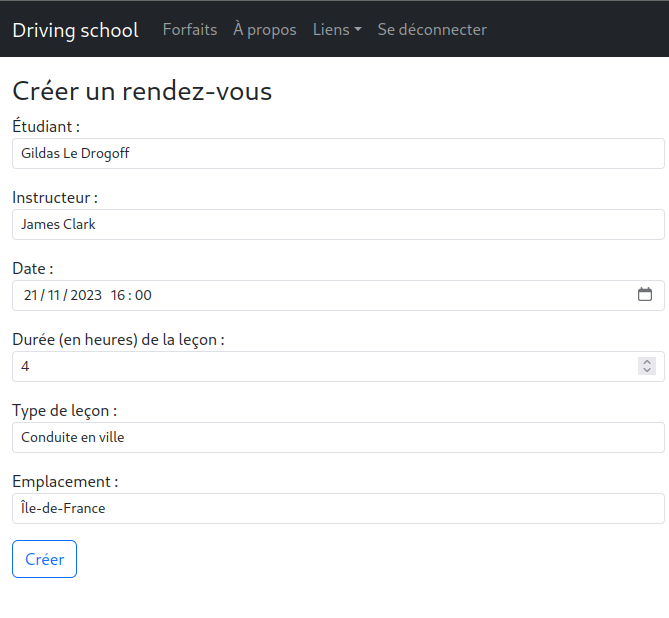 Driving school Forfaits À propos Liens Se déconnecter
Créer un rendez-vous
Étudiant :
Gildas Le Drogoff
Instructeur :
James Clark
Date :
21/11/2023 16:00
Durée (en heures) de la leçon :
4
Type de leçon :
Conduite en ville
Emplacement :
Île-de-France
Créer